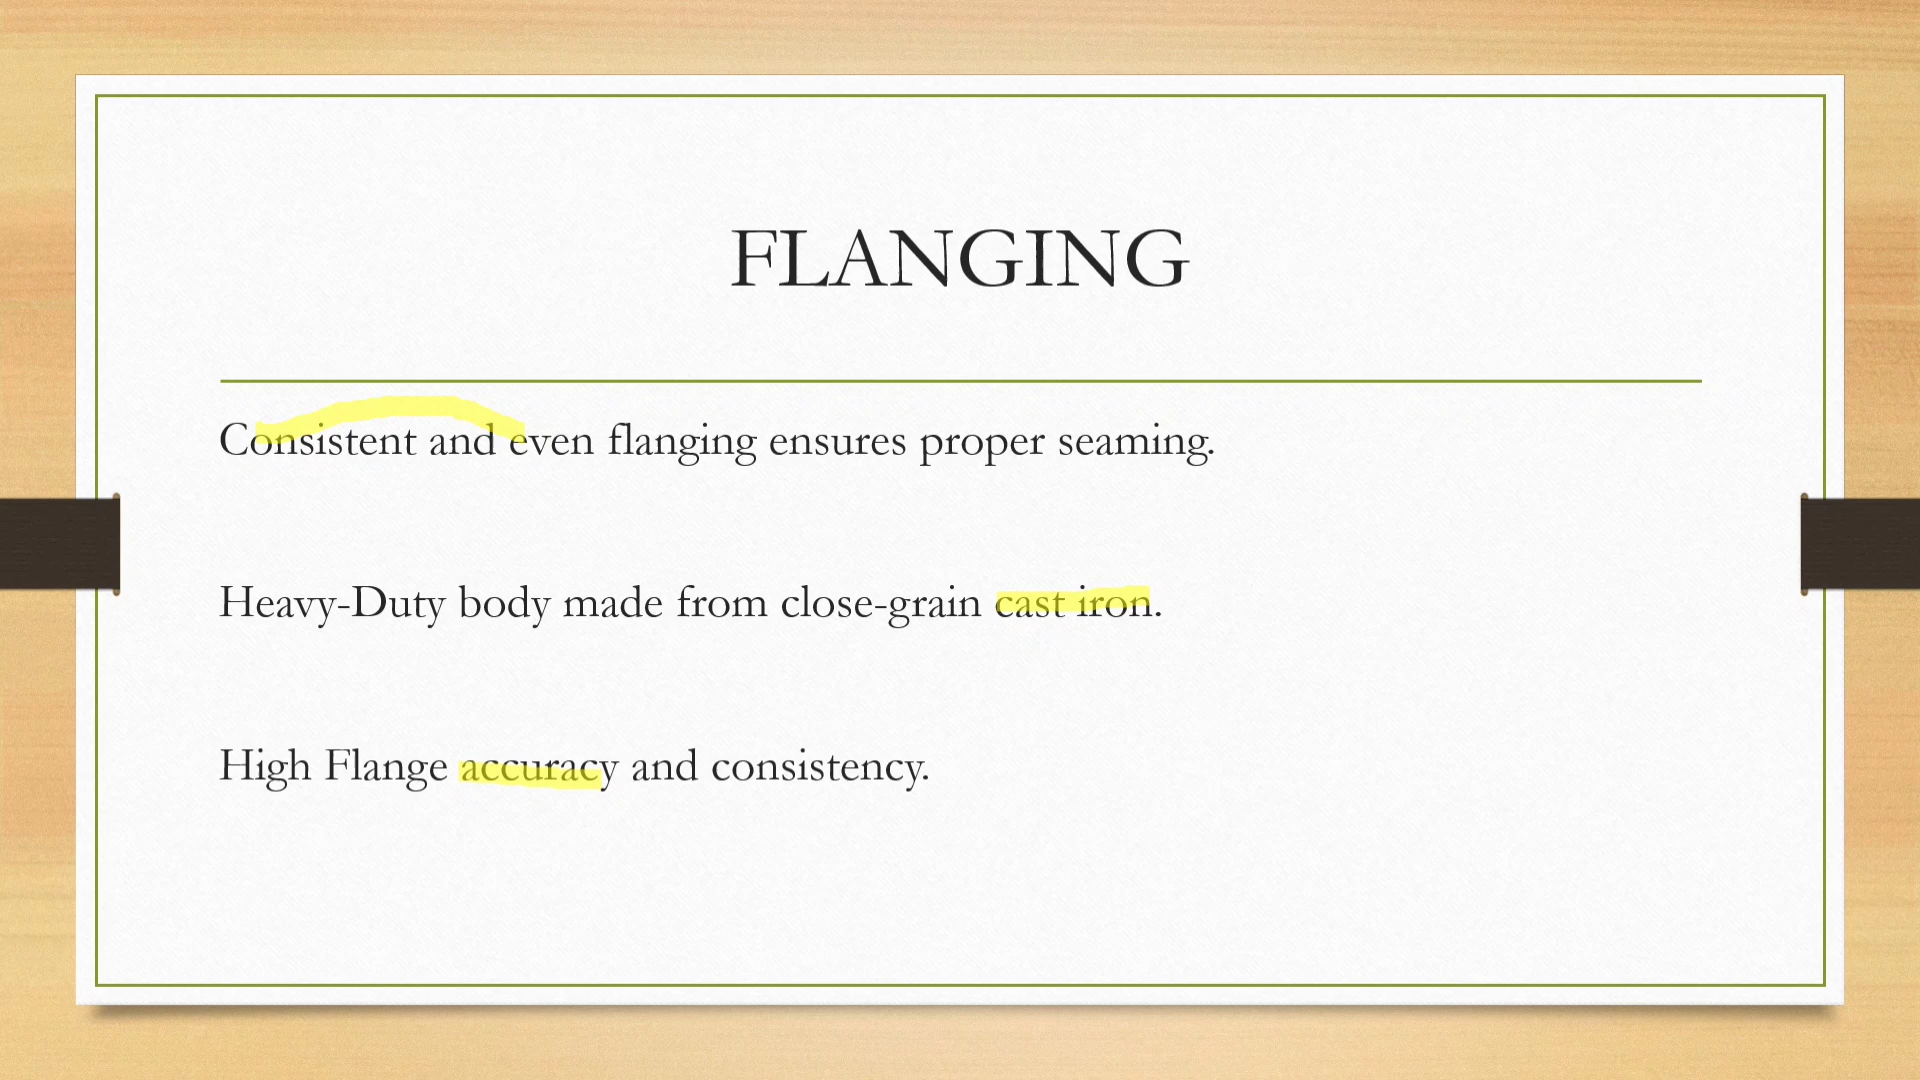 FLANGING
Consistent and even flanging ensures proper seaming.
Heavy-Duty body made from close-grain cast iron.
High Flange accuracy and consistency.